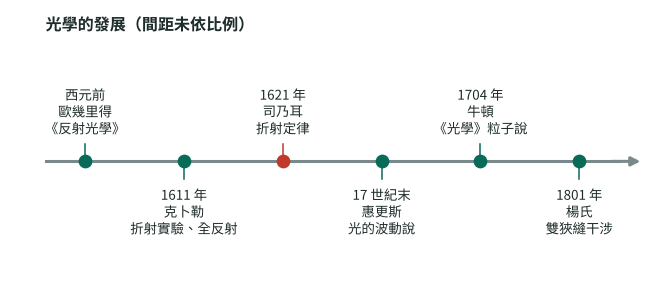 光學的發展（間距未依比例）
西元前
歐幾里得
《反射光學》
1611 年
克卜勒
折射實驗、全反射
1621 年
司乃耳
折射定律
17 世紀末
惠更斯
光的波動說
1704 年
牛頓
《光學》粒子說
1801 年
楊氏
雙狹縫干涉